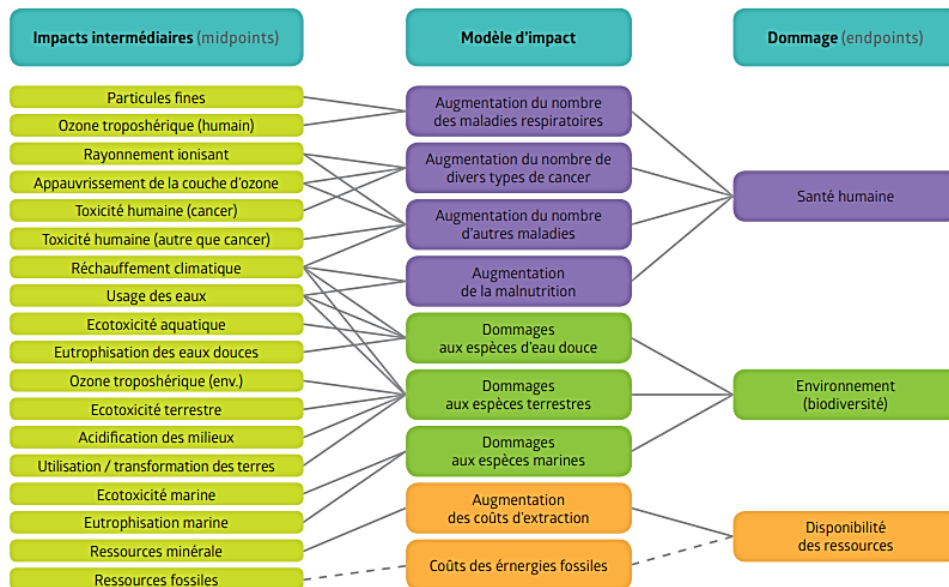 Impacts intermédiaires (midpoints)
Modèle d'impact
Dommage (endpoints)
Particules fines
Ozone troposhérique (humain)
Rayonnement ionisant
Appauvrissement de la couche d'ozone
Toxicité humaine (cancer)
Toxicité humaine (autre que cancer)
Réchauffement climatique
Usage des eaux
Ecotoxicité aquatique
Eutrophisation des eaux douces
Ozone troposhérique (env.)
Ecotoxicité terrestre
Acidification des milieux
Utilisation / transformation des terres
Ecotoxicité marine
Eutrophisation marine
Ressources minérale
Ressources fossiles
Augmentation du nombre
des maladies respiratoires
Augmentation du nombre de
divers types de cancer
Augmentation du nombre
d'autres maladies
Augmentation
de la malnutrition
Dommages
aux espèces d'eau douce
Dommages
aux espèces terrestres
Dommages
aux espèces marines
Augmentation
des coûts d'extraction
Coûts des érnergies fossiles
Santé humaine
Environnement
(biodiversité)
Disponibilité
des ressources